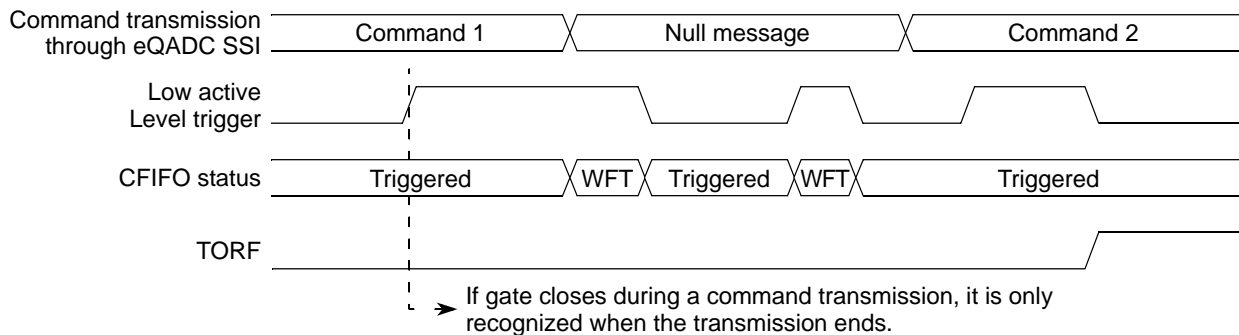 Command transmission
through eQADC SSI
Command 1
Null message
Command 2
Low active
Level trigger
CFIFO status
Triggered
WFT
Triggered
WFT
Triggered
TORF
If gate closes during a command transmission, it is only
recognized when the transmission ends.